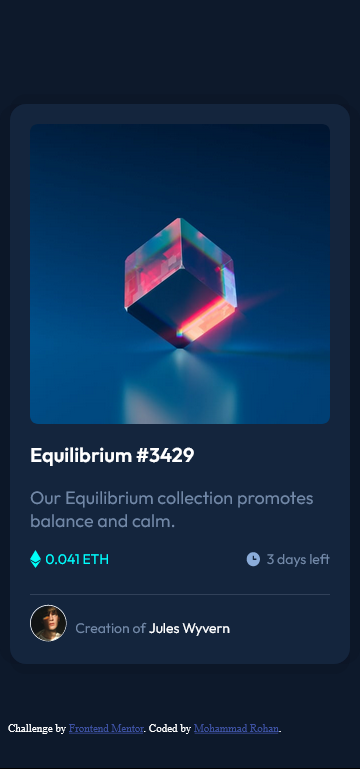 Equilibrium #3429
Our Equilibrium collection promotes
balance and calm.
0.041 ETH
3 days left
Creation of Jules Wyvern
Challenge by Frontend Mentor. Coded by Mohammad Rohan.